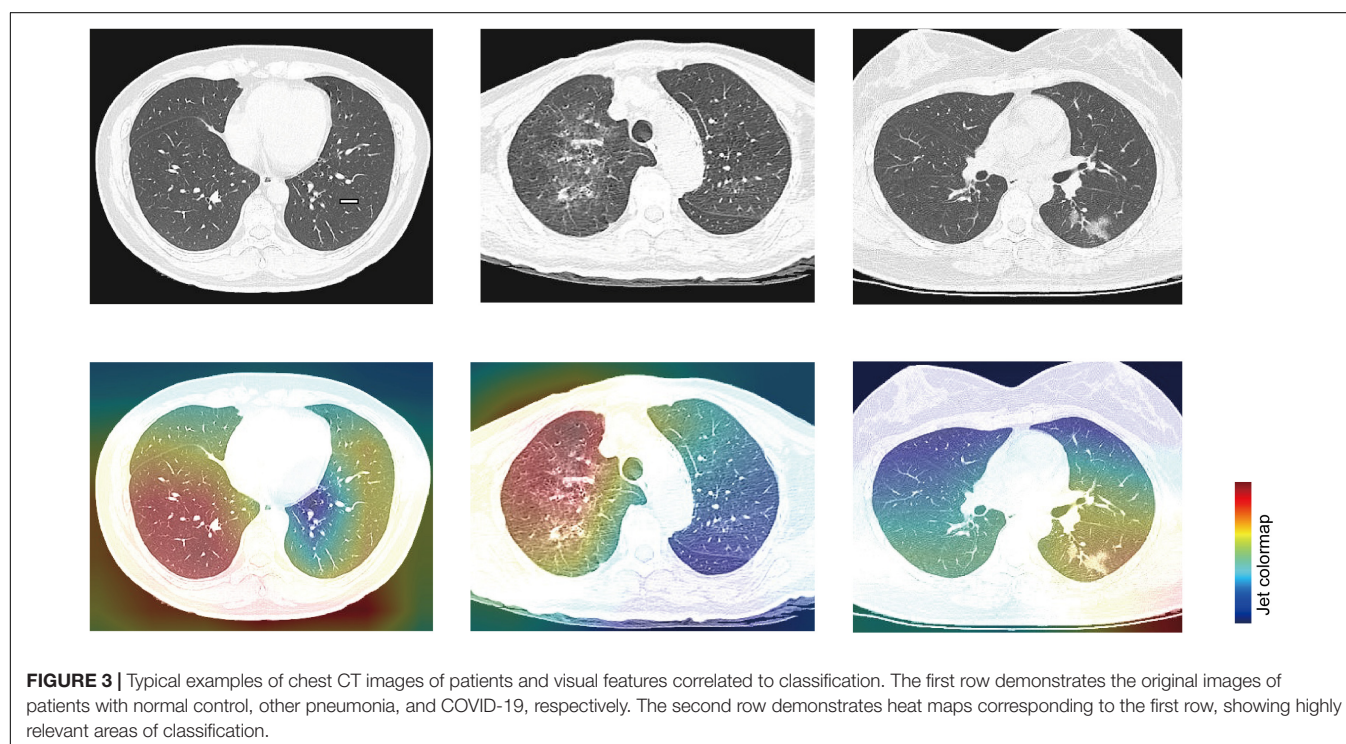 Jet colormap
FIGURE 3 | Typical examples of chest CT images of patients and visual features correlated to classification. The first row demonstrates the original images of
patients with normal control, other pneumonia, and COVID-19, respectively. The second row demonstrates heat maps corresponding to the first row, showing highly
relevant areas of classification.